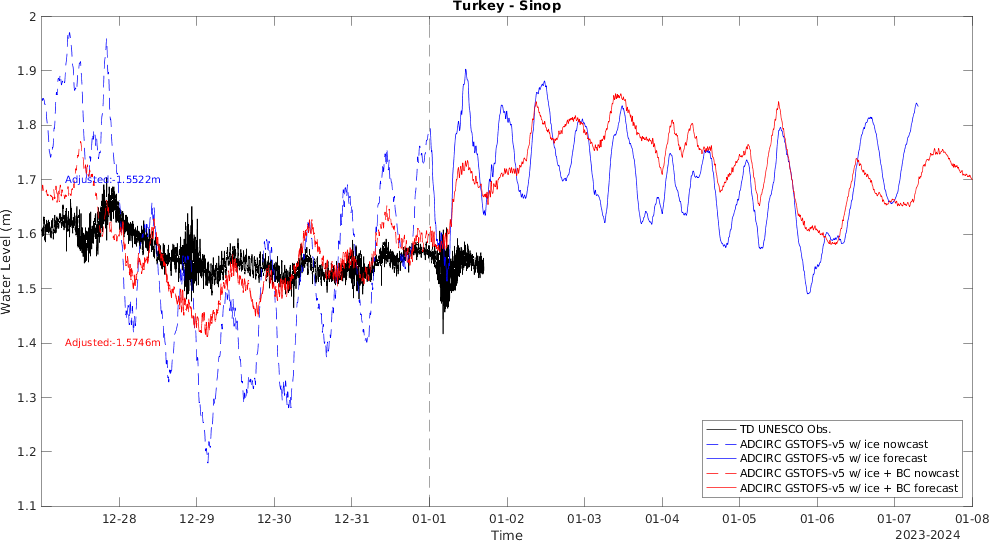 Turkey - Sinop
2
1.9
1.8
1.7
1.6
1.5
1.4
1.3
1.2
1.1
Water Level (m)
Adjusted:-1.5522m
Adjusted:-1.5746m
TD UNESCO Obs.
ADCIRC GSTOFS-v5 w/ ice nowcast
ADCIRC GSTOFS-v5 w/ ice forecast
ADCIRC GSTOFS-v5 w/ ice + BC nowcast
ADCIRC GSTOFS-v5 w/ ice + BC forecast
12-28 12-29 12-30 12-31 01-01 01-02 01-03 01-04 01-05 01-06 01-07 01-08
Time
2023-2024